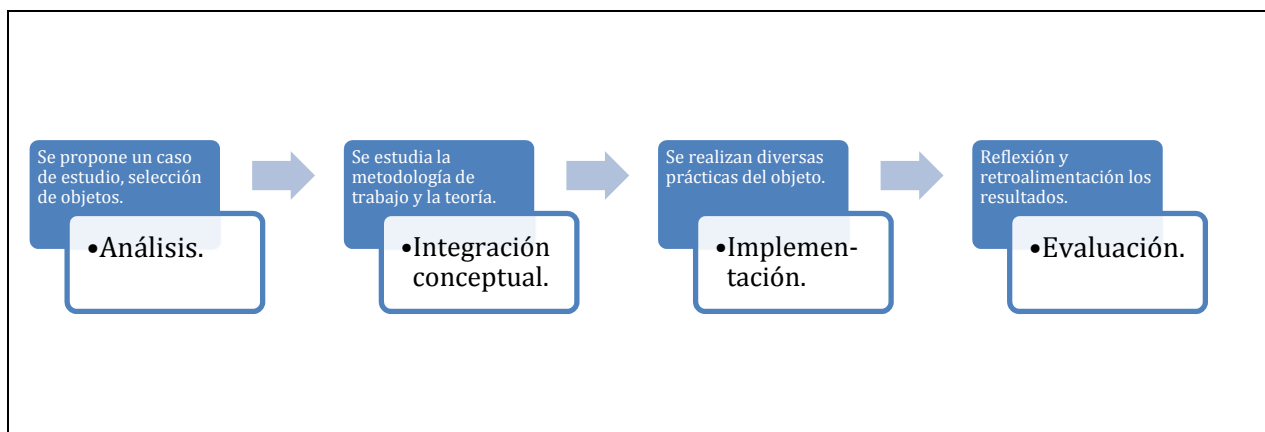 Se propone un caso
de estudio, selección
de objetos.
•Análisis.
Se estudia la
metodología de
trabajo y la teoría.
•Integración
conceptual.
Se realizan diversas
prácticas del objeto.
•Implemen-
tación.
Reflexión y
retroalimentación los
resultados.
•Evaluación.